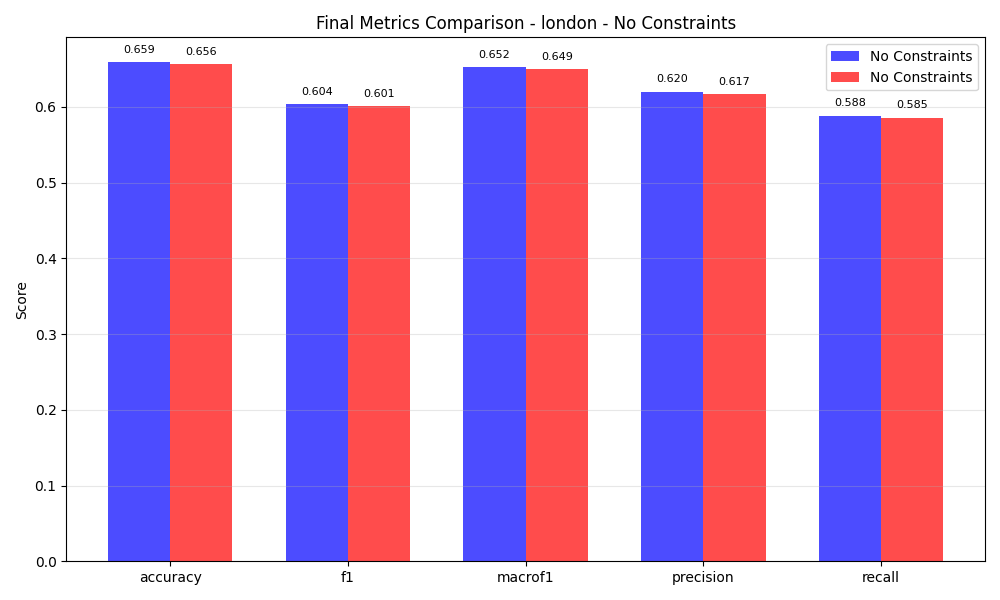 Final Metrics Comparison - london - No Constraints
No Constraints
No Constraints
0.659
0.656
0.604
0.601
0.652
0.649
0.620
0.617
0.588
0.585
Score
0.6
0.5
0.4
0.3
0.2
0.1
0.0
accuracy
f1
macrof1
precision
recall